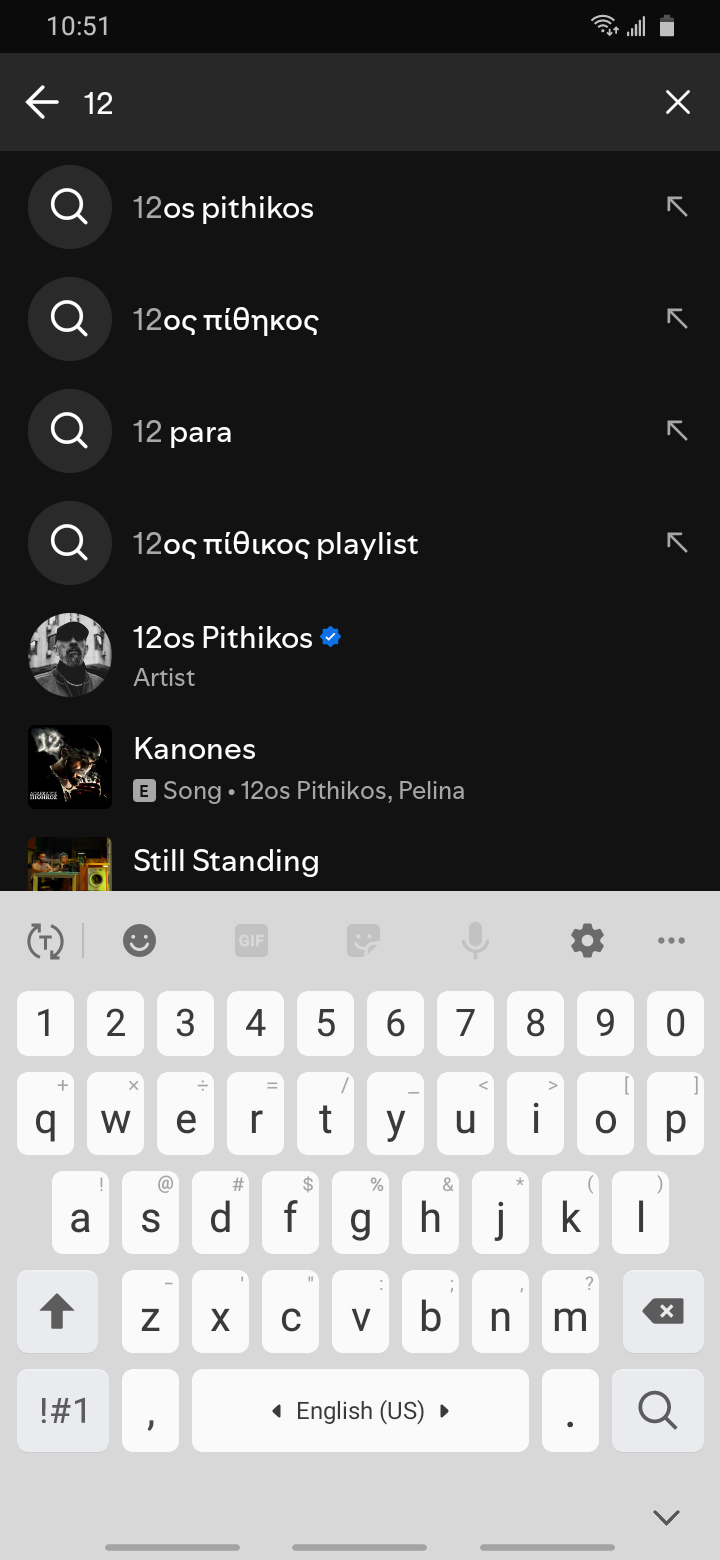 10:51
12
12os pithikos
12ος πίθηκος
12 para
12ος πίθικος playlist
12os Pithikos
Artist
Kanones
E Song • 12os Pithikos, Pelina
Still Standing
T GIF
1 2 3 4 5 6 7 8 9 0
+ × ÷ = / _ < > [ ]
q w e r t y u i o p
! @ # $ % & * ( )
a s d f g h j k l
- ' " : ; , ?
z x c v b n m
!#1 , English (US) .